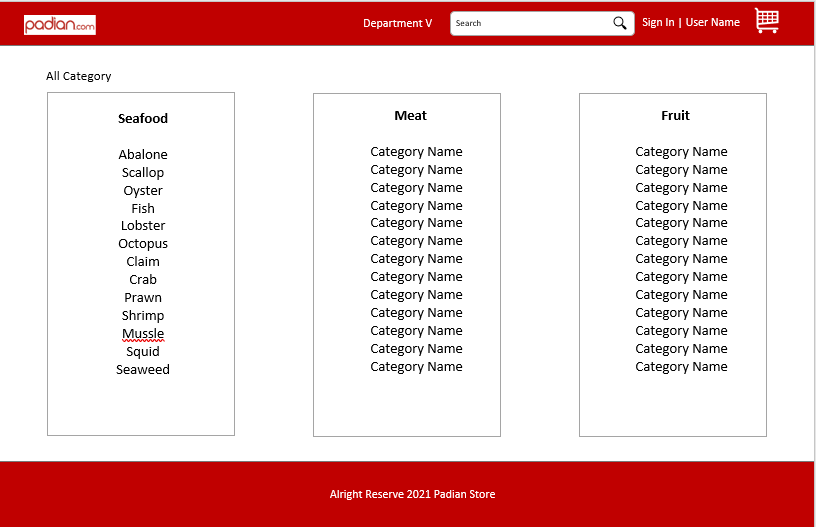 padian.com
Department V
Search
Sign In | User Name
All Category
Seafood
Abalone
Scallop
Oyster
Fish
Lobster
Octopus
Claim
Crab
Prawn
Shrimp
Mussle
Squid
Seaweed
Meat
Category Name
Category Name
Category Name
Category Name
Category Name
Category Name
Category Name
Category Name
Category Name
Category Name
Category Name
Category Name
Category Name
Fruit
Category Name
Category Name
Category Name
Category Name
Category Name
Category Name
Category Name
Category Name
Category Name
Category Name
Category Name
Category Name
Category Name
Alright Reserve 2021 Padian Store